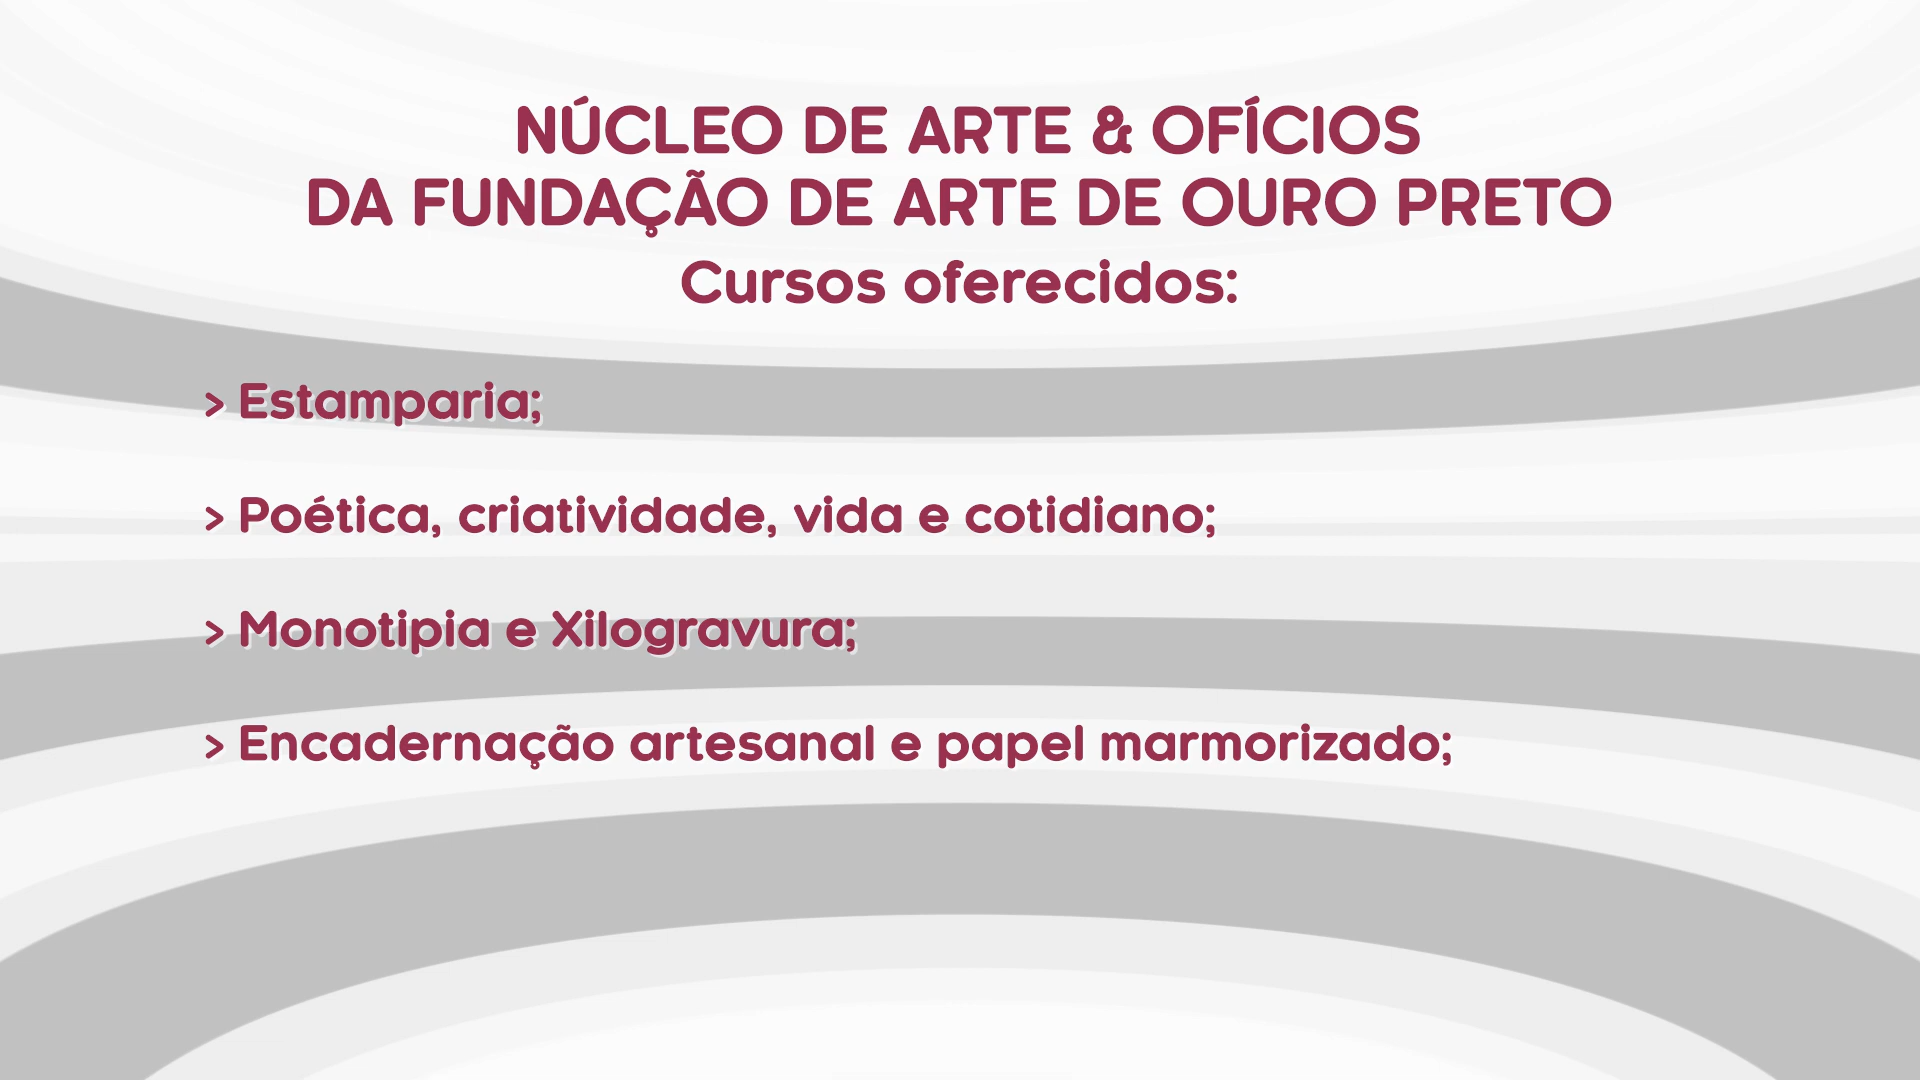 NÚCLEO DE ARTE & OFÍCIOS
DA FUNDAÇÃO DE ARTE DE OURO PRETO
Cursos oferecidos:
> Estamparia;
> Poética, criatividade, vida e cotidiano;
> Monotipia e Xilogravura;
> Encadernação artesanal e papel marmorizado;